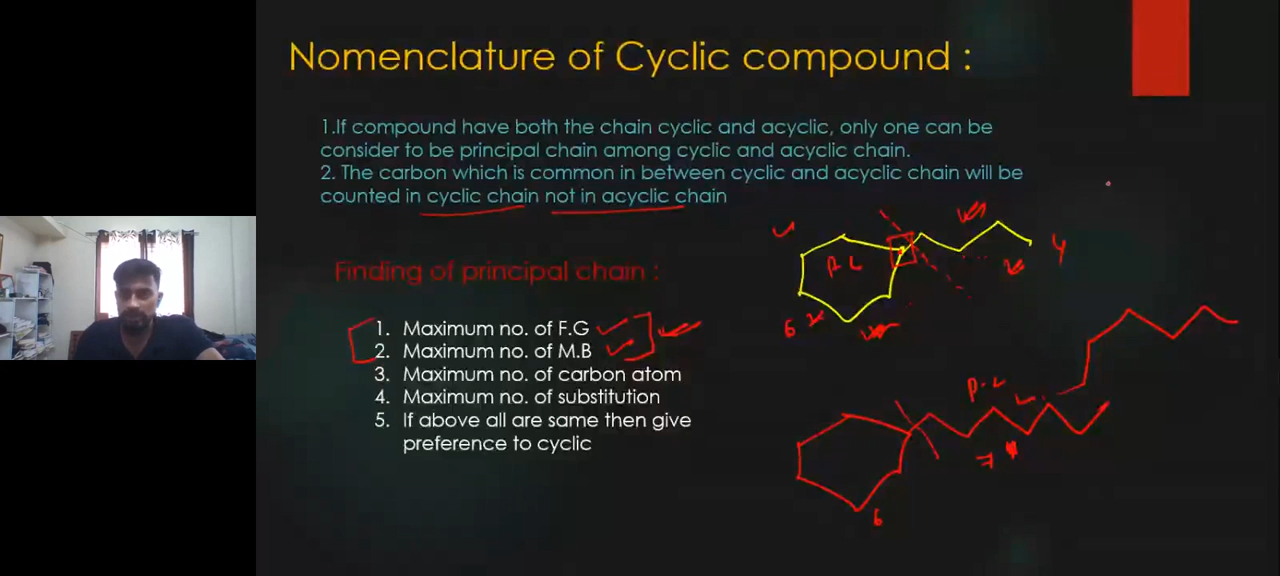 Nomenclature of Cyclic compound :
1.If compound have both the chain cyclic and acyclic, only one can be
consider to be principal chain among cyclic and acyclic chain.
2. The carbon which is common in between cyclic and acyclic chain will be
counted in cyclic chain not in acyclic chain
Finding of principal chain :
1. Maximum no. of F.G
2. Maximum no. of M.B
3. Maximum no. of carbon atom
4. Maximum no. of substitution
5. If above all are same then give
preference to cyclic
P.C
4
6
P.C
7
6